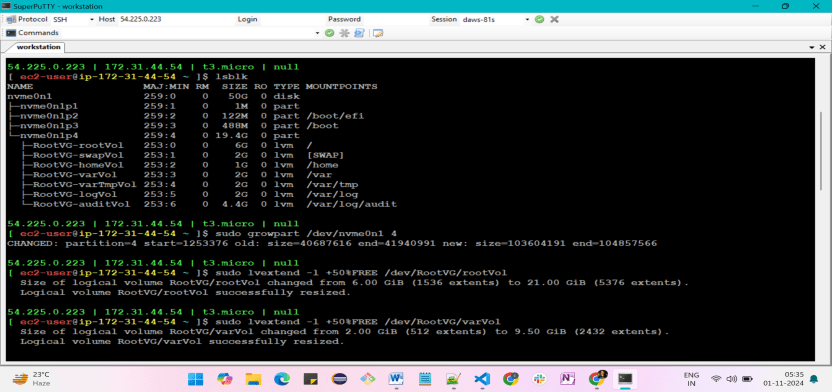 SuperPuTTY - workstation
Protocol SSH Host 54.225.0.223 Login Password Session daws-81s
Commands
workstation
54.225.0.223 | 172.31.44.54 | t3.micro | null
[ ec2-user@ip-172-31-44-54 ~ ]$ lsblk
NAME MAJ:MIN RM SIZE RO TYPE MOUNTPOINTS
nvme0n1 259:0 0 50G 0 disk
├─nvme0n1p1 259:1 0 1M 0 part
├─nvme0n1p2 259:2 0 122M 0 part /boot/efi
├─nvme0n1p3 259:3 0 488M 0 part /boot
└─nvme0n1p4 259:4 0 19.4G 0 part
├─RootVG-rootVol 253:0 0 6G 0 lvm /
├─RootVG-swapVol 253:1 0 2G 0 lvm [SWAP]
├─RootVG-homeVol 253:2 0 1G 0 lvm /home
├─RootVG-varVol 253:3 0 2G 0 lvm /var
├─RootVG-varTmpVol 253:4 0 2G 0 lvm /var/tmp
├─RootVG-logVol 253:5 0 2G 0 lvm /var/log
└─RootVG-auditVol 253:6 0 4.4G 0 lvm /var/log/audit
54.225.0.223 | 172.31.44.54 | t3.micro | null
[ ec2-user@ip-172-31-44-54 ~ ]$ sudo growpart /dev/nvme0n1 4
CHANGED: partition=4 start=1253376 old: size=40687616 end=41940991 new: size=103604191 end=104857566
54.225.0.223 | 172.31.44.54 | t3.micro | null
[ ec2-user@ip-172-31-44-54 ~ ]$ sudo lvextend -l +50%FREE /dev/RootVG/rootVol
Size of logical volume RootVG/rootVol changed from 6.00 GiB (1536 extents) to 21.00 GiB (5376 extents).
Logical volume RootVG/rootVol successfully resized.
54.225.0.223 | 172.31.44.54 | t3.micro | null
[ ec2-user@ip-172-31-44-54 ~ ]$ sudo lvextend -l +50%FREE /dev/RootVG/varVol
Size of logical volume RootVG/varVol changed from 2.00 GiB (512 extents) to 9.50 GiB (2432 extents).
Logical volume RootVG/varVol successfully resized.
23°C
Haze
ENG
IN
05:35
01-11-2024